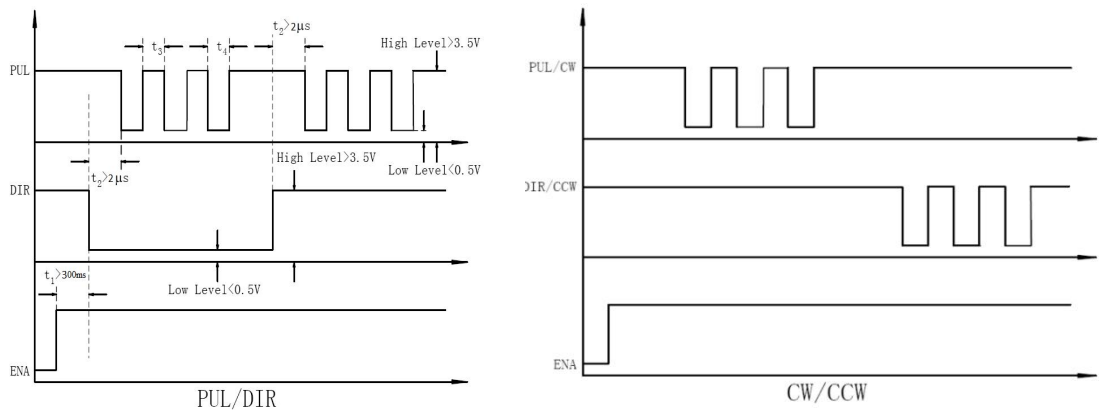 t2>2μs
t3
t4
High Level>3.5V
PUL
Low Level<0.5V
High Level>3.5V
t2>2μs
DIR
t1>300ms
Low Level<0.5V
ENA
PUL/DIR
PUL/CW
DIR/CCW
ENA
CW/CCW